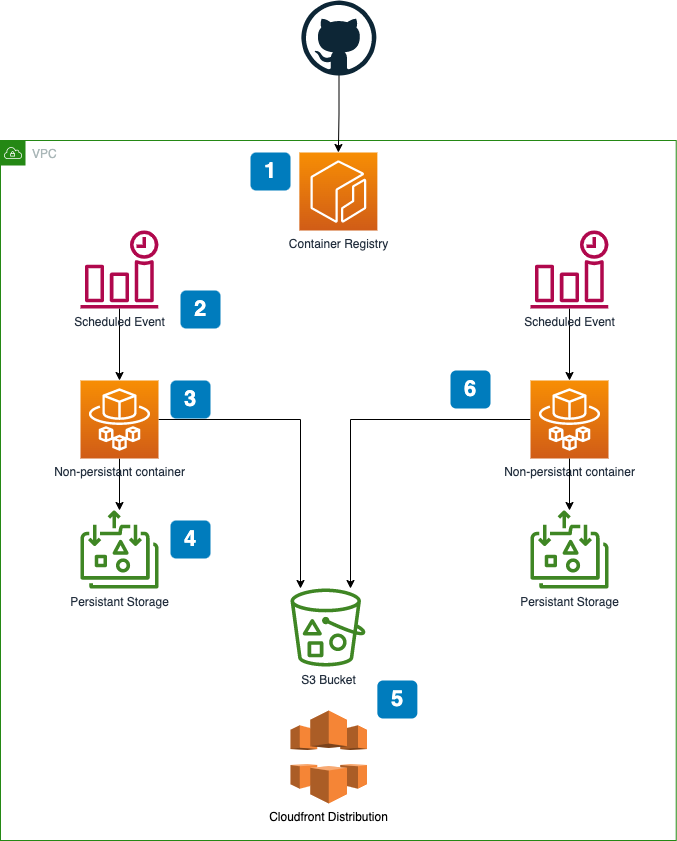 VPC
1
Container Registry
Scheduled Event
2
Scheduled Event
3
6
Non-persistant container
Non-persistant container
4
Persistant Storage
Persistant Storage
S3 Bucket
5
Cloudfront Distribution